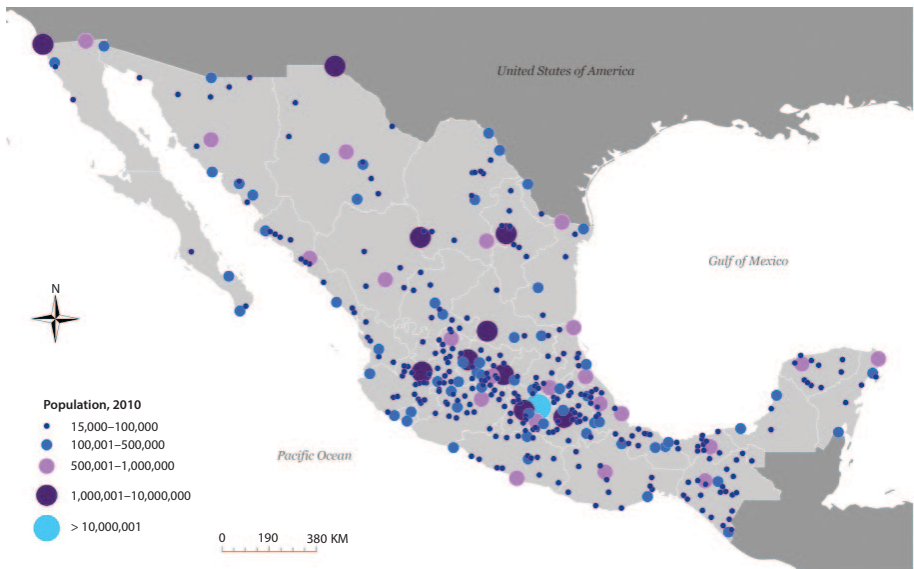 United States of America
Gulf of Mexico
N
Population, 2010
15,000–100,000
100,001–500,000
500,001–1,000,000
1,000,001–10,000,000
> 10,000,001
Pacific Ocean
0 190 380 KM